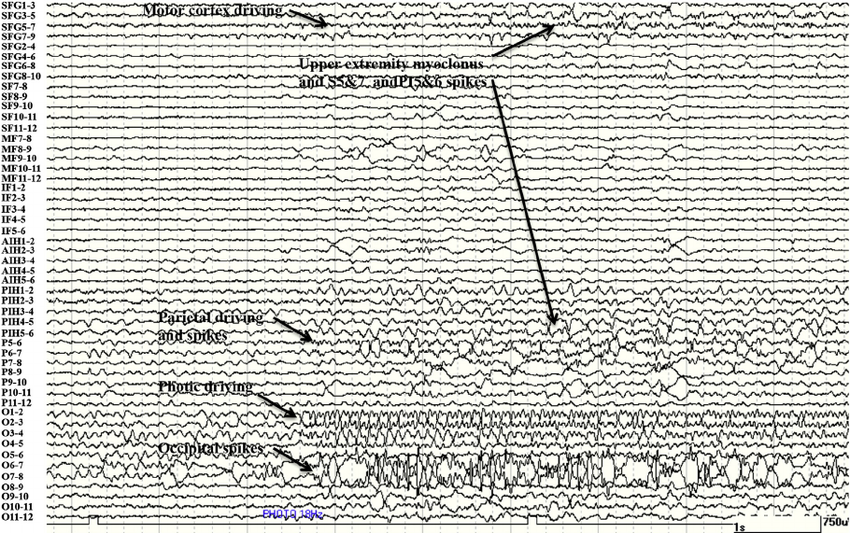 SFG1-3
SFG3-5
SFG5-7
SFG7-9
SFG2-4
SFG4-6
SFG6-8
SFG8-10
SF7-8
SF8-9
SF9-10
SF10-11
SF11-12
MF7-8
MF8-9
MF9-10
MF10-11
MF11-12
IF1-2
IF2-3
IF3-4
IF4-5
IF5-6
AIH1-2
AIH2-3
AIH3-4
AIH4-5
AIH5-6
PIH1-2
PIH2-3
PIH3-4
PIH4-5
PIH5-6
P5-6
P6-7
P7-8
P8-9
P9-10
P10-11
P11-12
O1-2
O2-3
O3-4
O4-5
O5-6
O6-7
O7-8
O8-9
O9-10
O10-11
O11-12
Motor cortex driving
Upper extremity myoclonus
and S5&7, andPI5&6 spikes
Parietal driving
and spikes
Photic driving
Occipital spikes
PHOTO 18Hz
1s